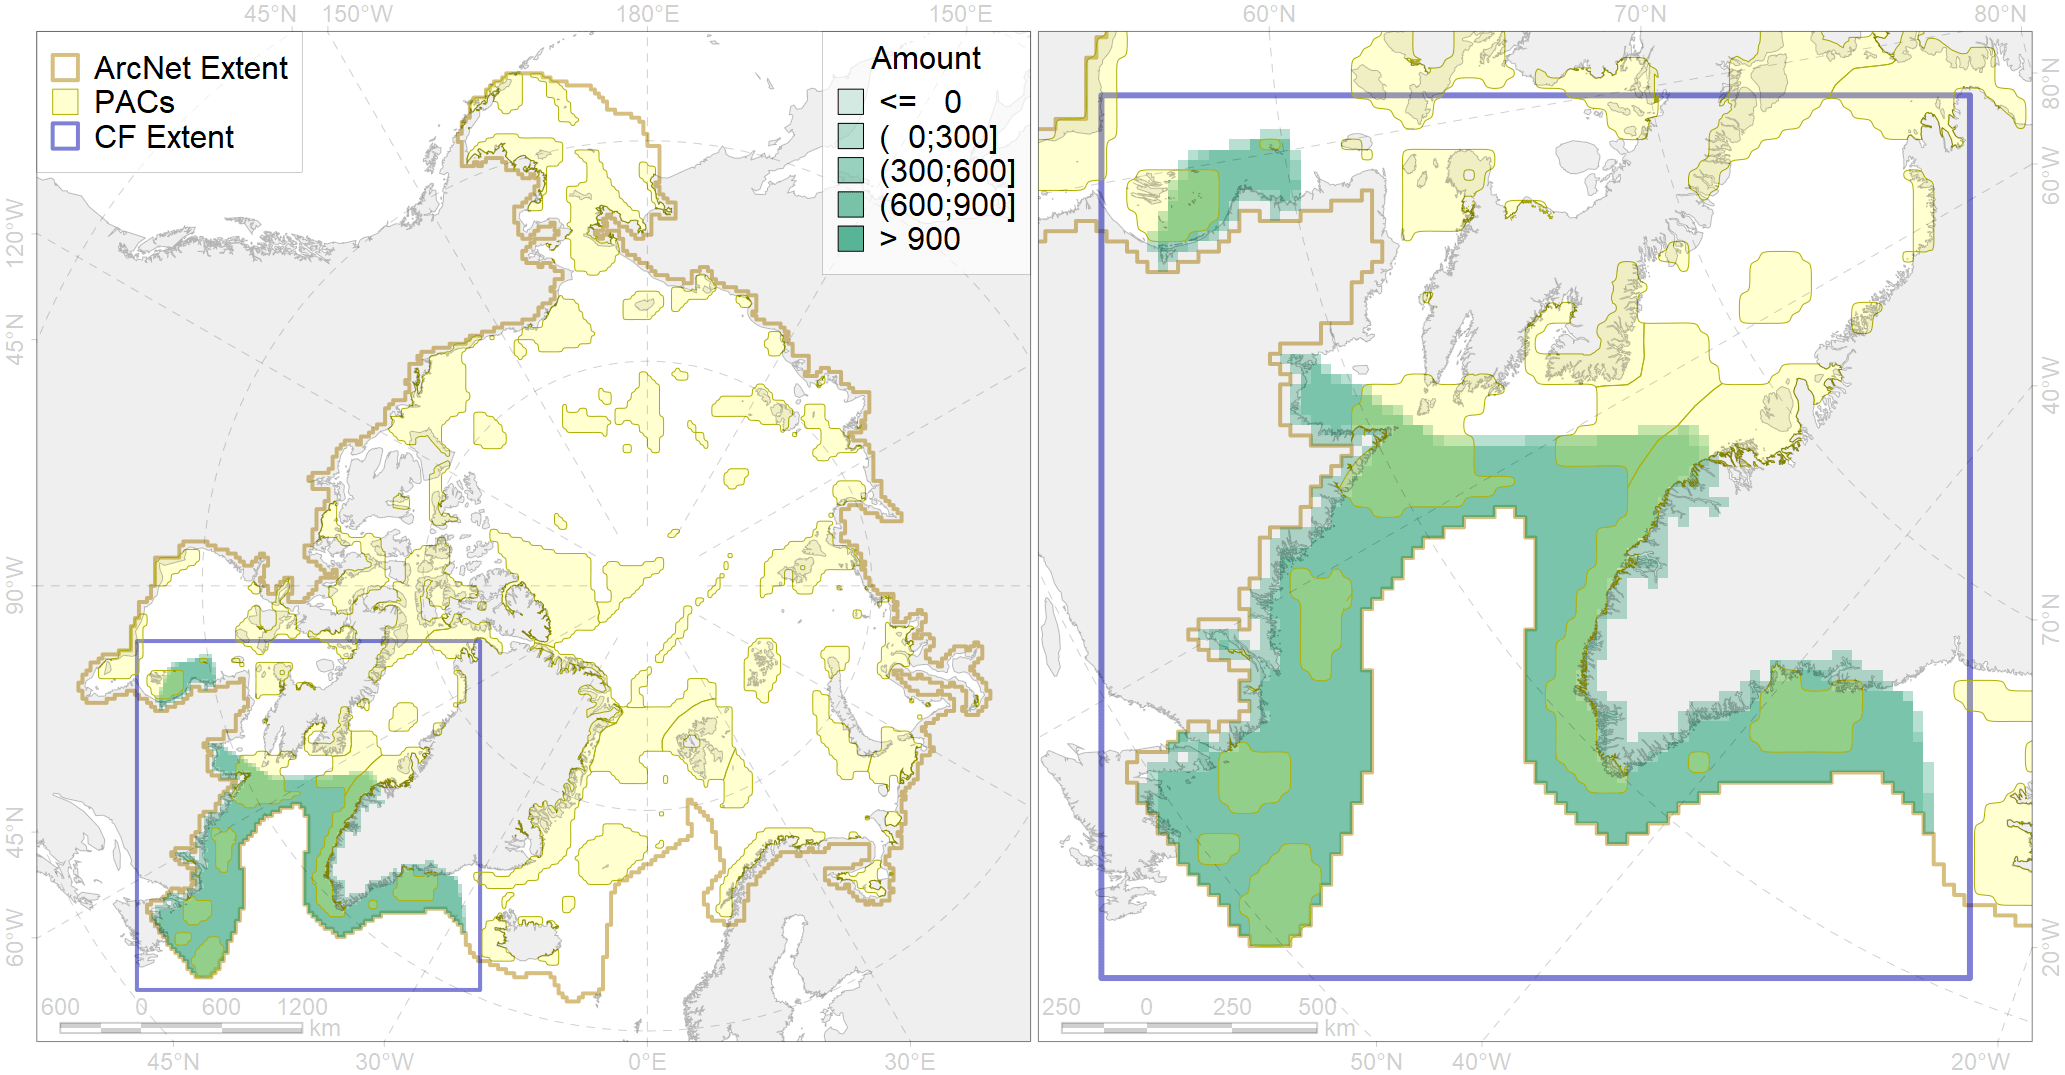 45°N 150°W 180°E 150°E
60°N 70°N 80°N
ArcNet Extent
PACs
CF Extent
Amount
<= 0
( 0;300]
(300;600]
(600;900]
> 900
120°W
45°N
90°W
45°N
60°W
80°N
60°W
40°W
70°N
20°W
600 0 600 1200
km
250 0 250 500
km
45°N 30°W 0°E 30°E
50°N 40°W 20°W